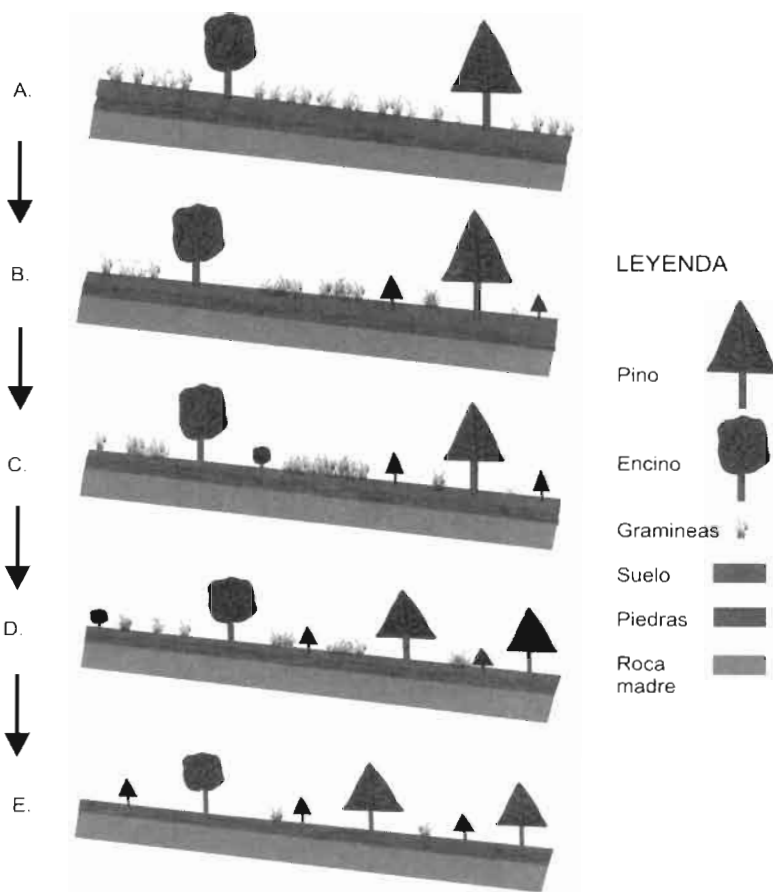 A.
B.
C.
D.
E.
LEYENDA
Pino
Encino
Gramineas
Suelo
Piedras
Roca
madre